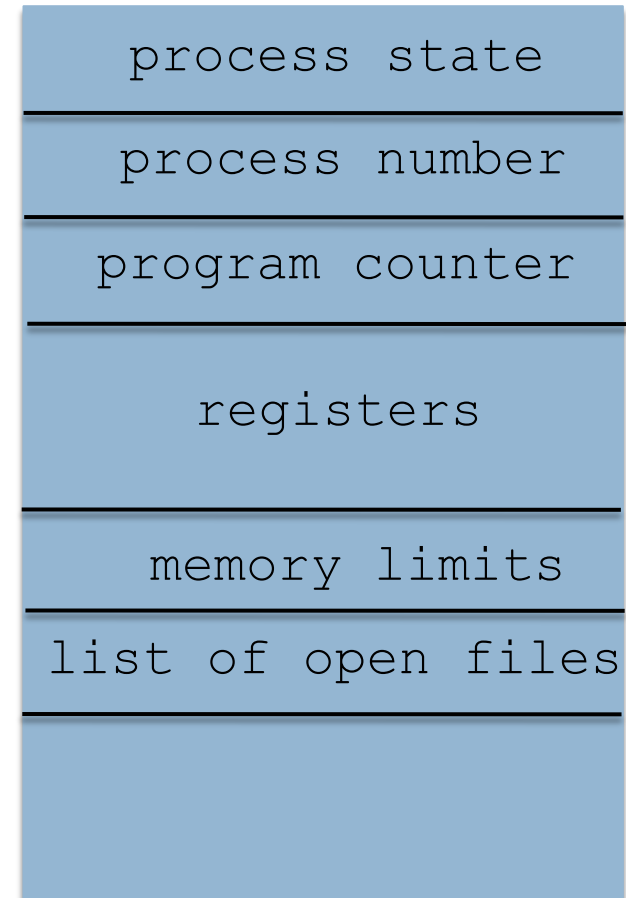 process state
process number
program counter
registers
memory limits
list of open files